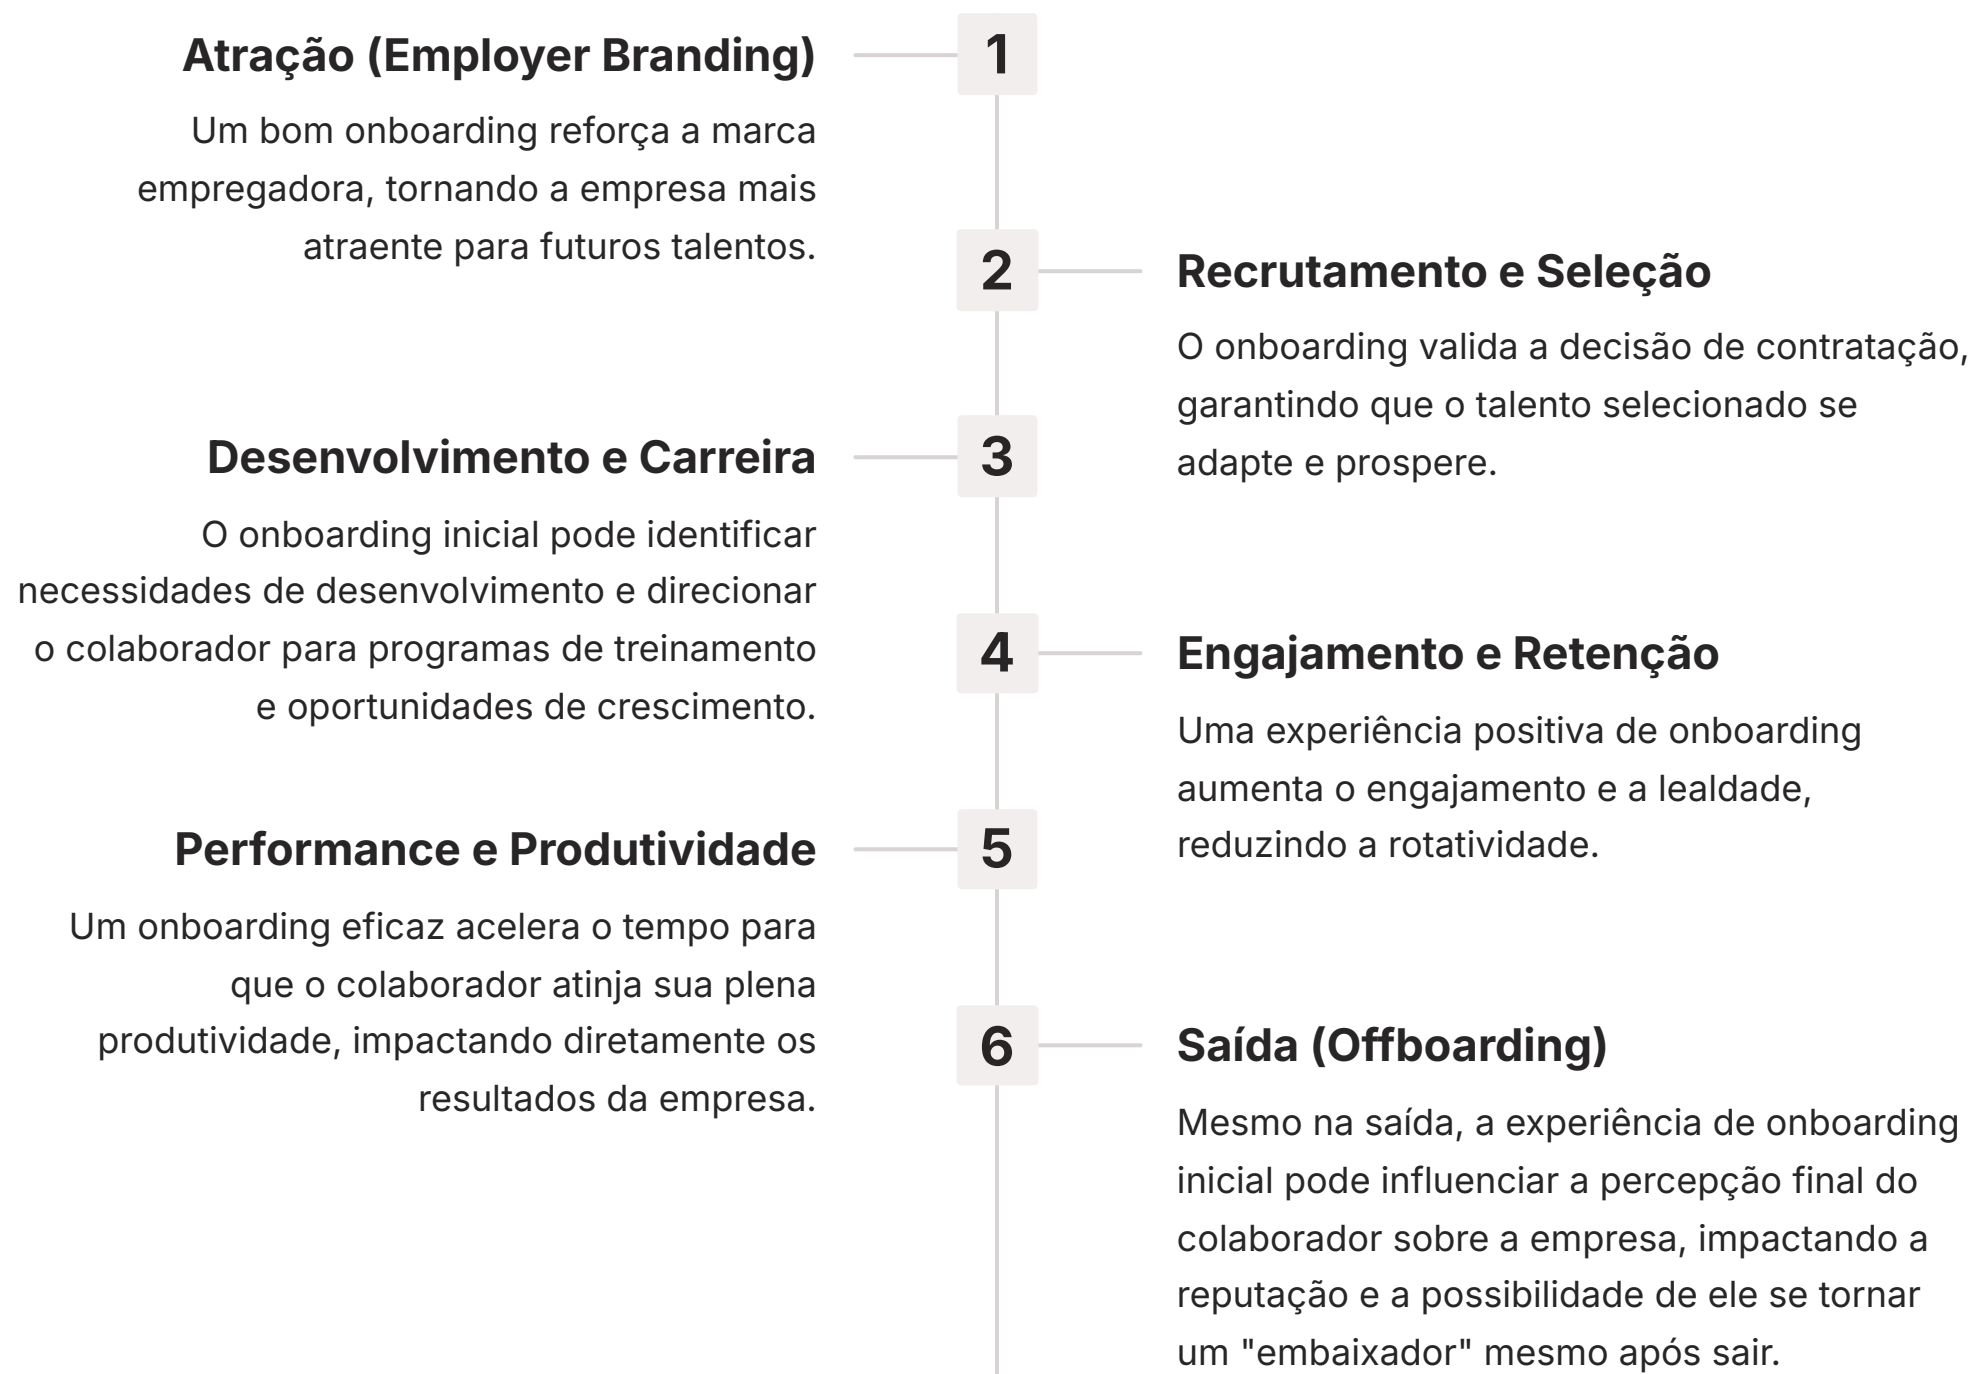 1
Atração (Employer Branding)
Um bom onboarding reforça a marca
empregadora, tornando a empresa mais
atraente para futuros talentos.
2
Recrutamento e Seleção
O onboarding valida a decisão de contratação,
garantindo que o talento selecionado se
adapte e prospere.
3
Desenvolvimento e Carreira
O onboarding inicial pode identificar
necessidades de desenvolvimento e direcionar
o colaborador para programas de treinamento
e oportunidades de crescimento.
4
Engajamento e Retenção
Uma experiência positiva de onboarding
aumenta o engajamento e a lealdade,
reduzindo a rotatividade.
5
Performance e Produtividade
Um onboarding eficaz acelera o tempo para
que o colaborador atinja sua plena
produtividade, impactando diretamente os
resultados da empresa.
6
Saída (Offboarding)
Mesmo na saída, a experiência de onboarding
inicial pode influenciar a percepção final do
colaborador sobre a empresa, impactando a
reputação e a possibilidade de ele se tornar
um "embaixador" mesmo após sair.